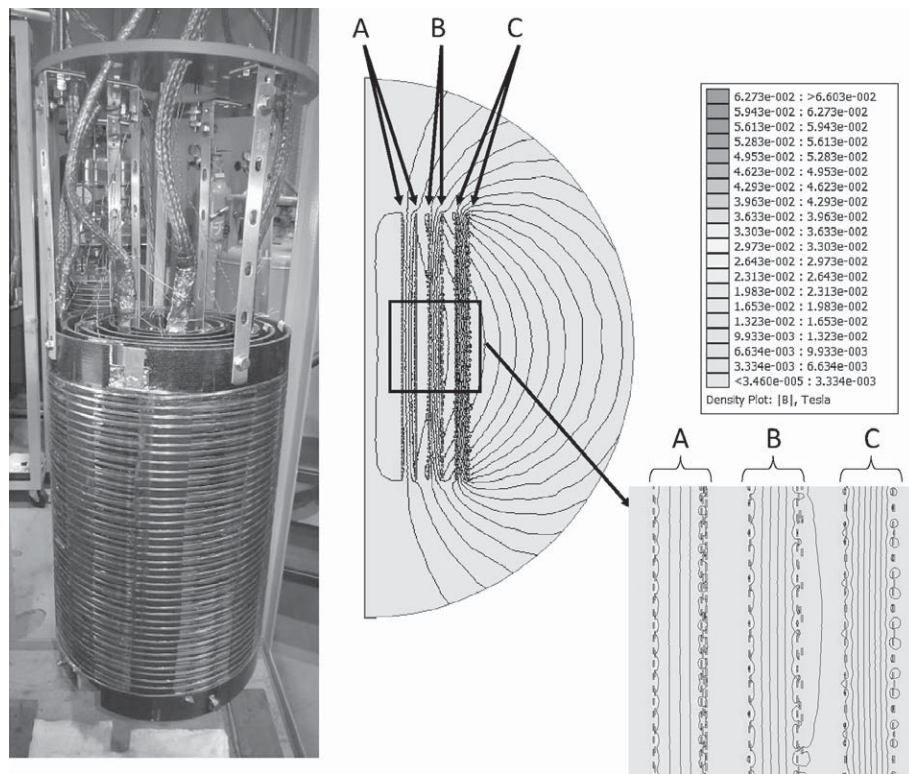 A B C
6.273e-002 : >6.603e-002
5.943e-002 : 6.273e-002
5.613e-002 : 5.943e-002
5.283e-002 : 5.613e-002
4.953e-002 : 5.283e-002
4.623e-002 : 4.953e-002
4.293e-002 : 4.623e-002
3.963e-002 : 4.293e-002
3.633e-002 : 3.963e-002
3.303e-002 : 3.633e-002
2.973e-002 : 3.303e-002
2.643e-002 : 2.973e-002
2.313e-002 : 2.643e-002
1.983e-002 : 2.313e-002
1.653e-002 : 1.983e-002
1.323e-002 : 1.653e-002
9.933e-003 : 1.323e-002
6.634e-003 : 9.933e-003
3.334e-003 : 6.634e-003
<3.460e-005 : 3.334e-003
Density Plot: |B|, Tesla
A B C